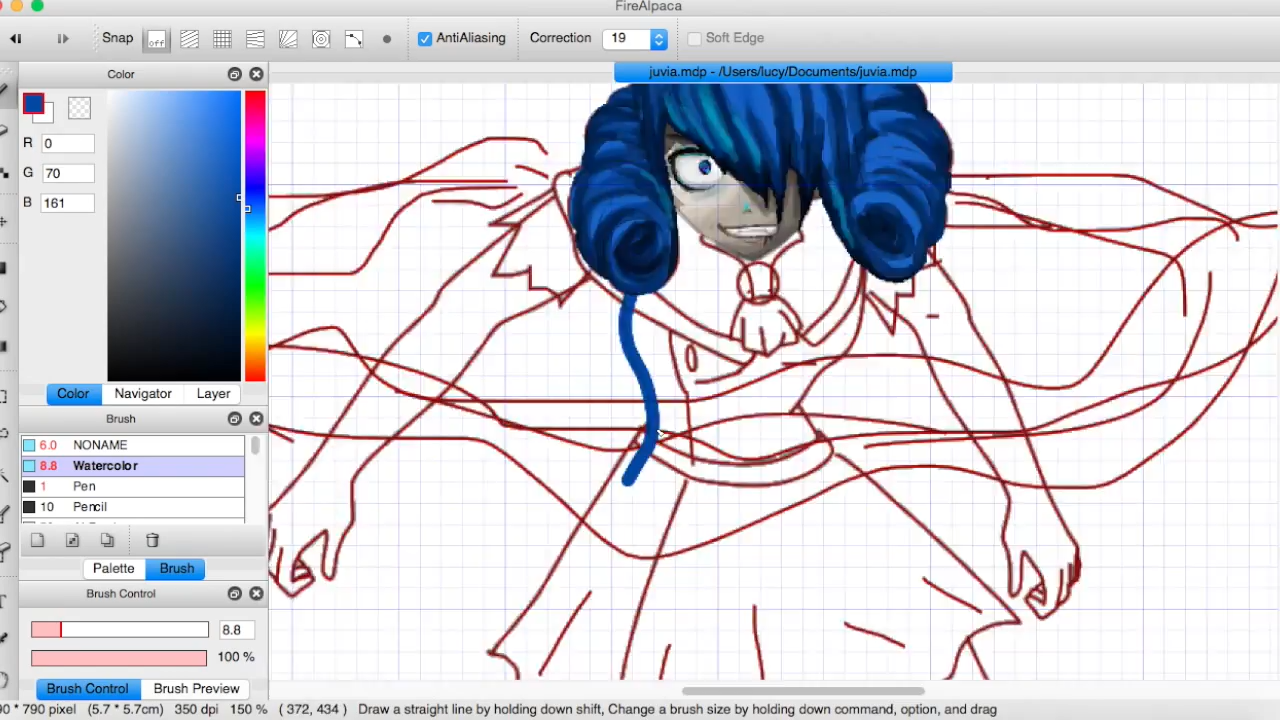 FireAlpaca
Snap off AntiAliasing Correction 19 Soft Edge
Color
juvia.mdp - /Users/lucy/Documents/juvia.mdp
R 0
G 70
B 161
Color Navigator Layer
Brush
6.0 NONAME
8.8 Watercolor
1 Pen
10 Pencil
Palette Brush
Brush Control
8.8
100 %
Brush Control Brush Preview
90 * 790 pixel (5.7 * 5.7cm) 350 dpi 150 % ( 372, 434 ) Draw a straight line by holding down shift, Change a brush size by holding down command, option, and drag